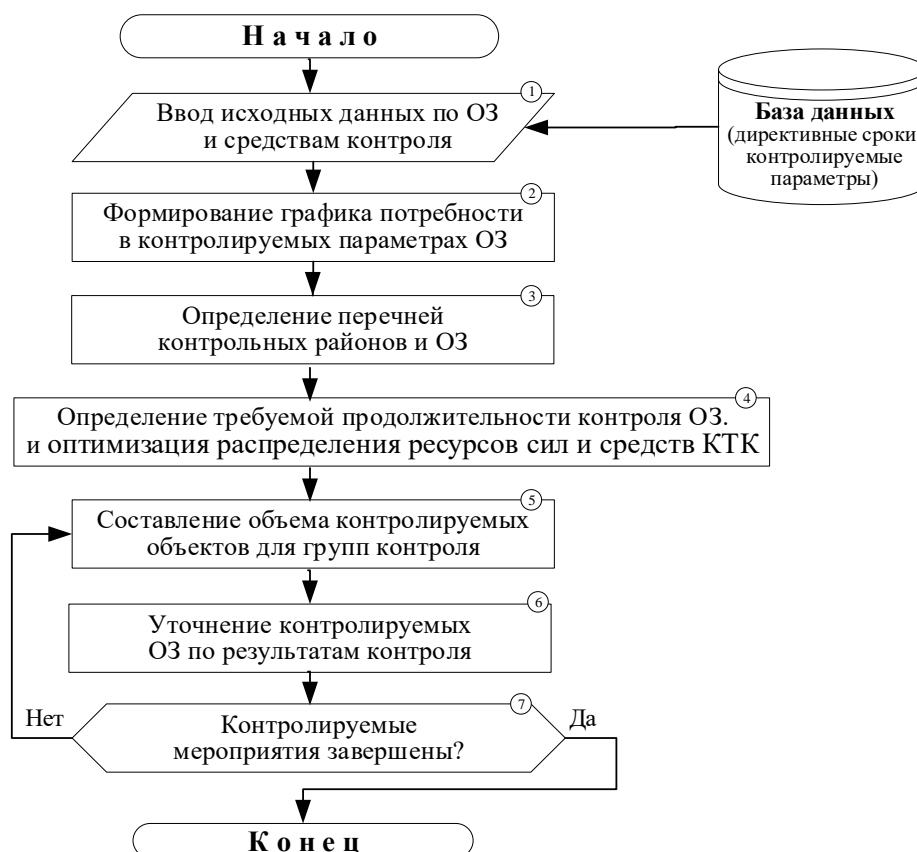 Н а ч а л о
1
Ввод исходных данных по ОЗ
и средствам контроля
База данных
(директивные сроки
контролируемые
параметры)
2
Формирование графика потребности
в контролируемых параметрах ОЗ
3
Определение перечней
контрольных районов и ОЗ
4
Определение требуемой продолжительности контроля ОЗ.
и оптимизация распределения ресурсов сил и средств КТК
5
Составление объема контролируемых
объектов для групп контроля
6
Уточнение контролируемых
ОЗ по результатам контроля
7
Нет
Да
Контролируемые
мероприятия завершены?
К о н е ц